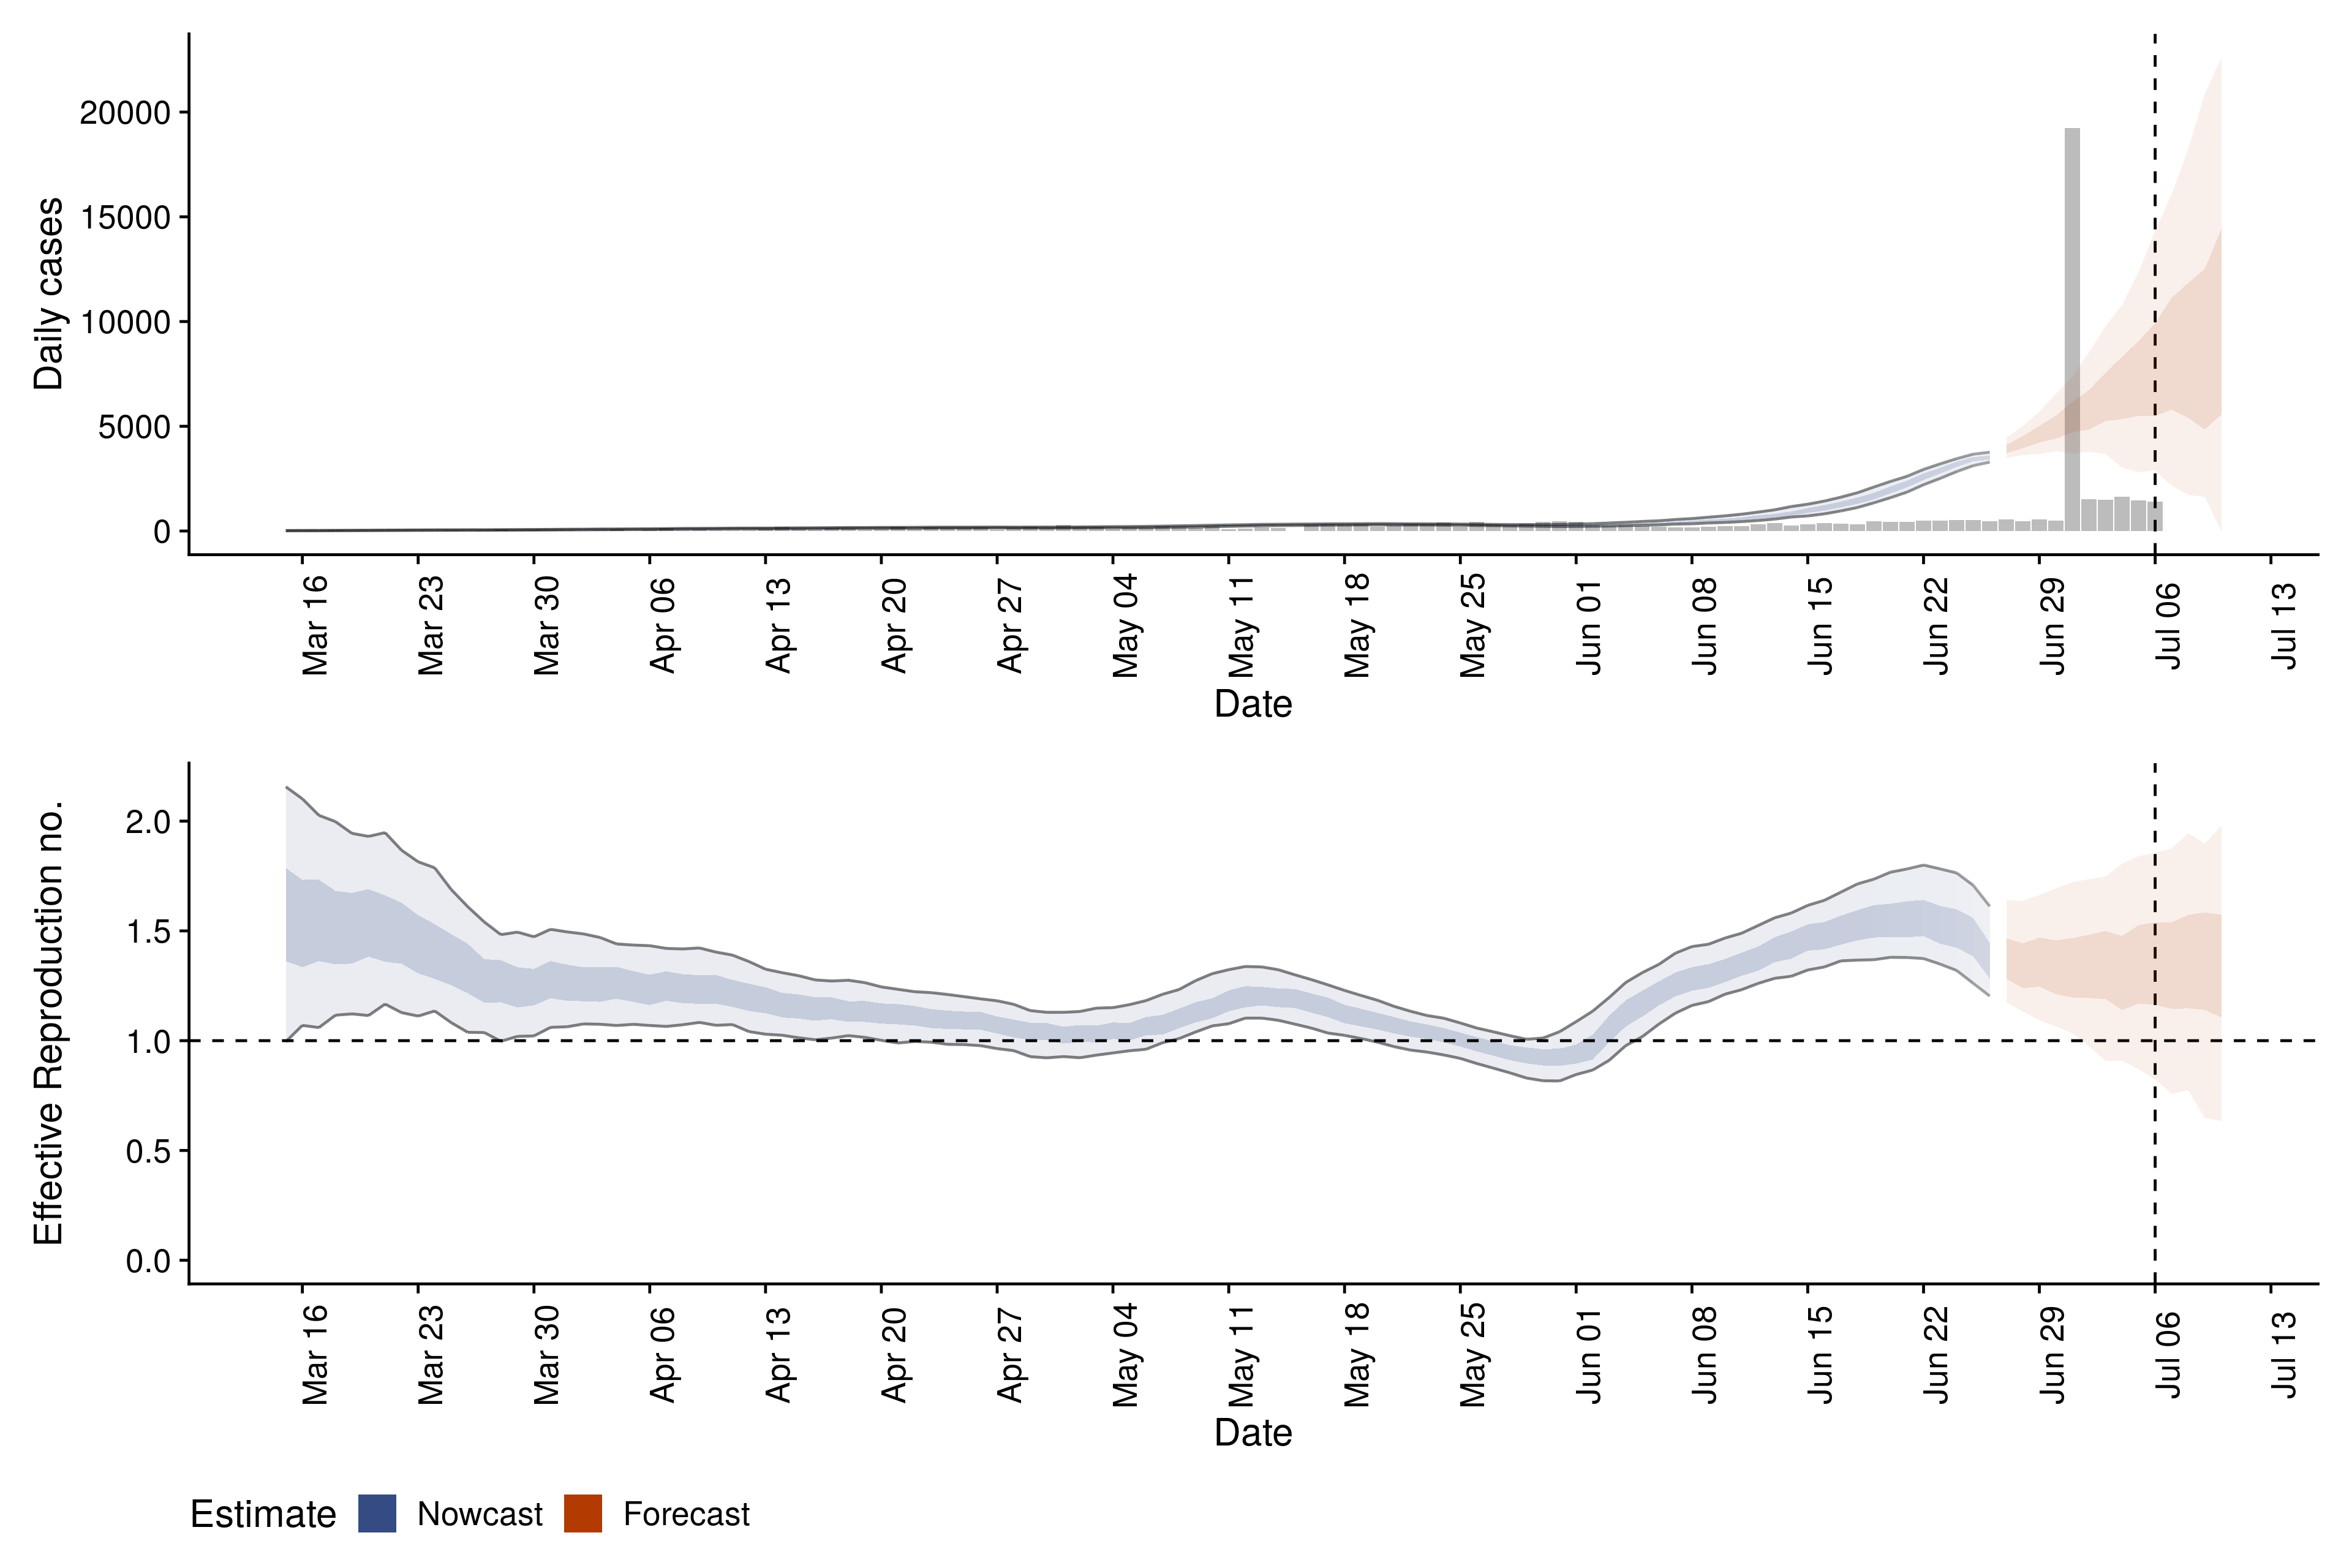 Daily cases
20000
15000
10000
5000
0
Mar 16
Mar 23
Mar 30
Apr 06
Apr 13
Apr 20
Apr 27
May 04
May 11
May 18
May 25
Jun 01
Jun 08
Jun 15
Jun 22
Jun 29
Jul 06
Jul 13
Date
Effective Reproduction no.
2.0
1.5
1.0
0.5
0.0
Mar 16
Mar 23
Mar 30
Apr 06
Apr 13
Apr 20
Apr 27
May 04
May 11
May 18
May 25
Jun 01
Jun 08
Jun 15
Jun 22
Jun 29
Jul 06
Jul 13
Date
Estimate Nowcast Forecast